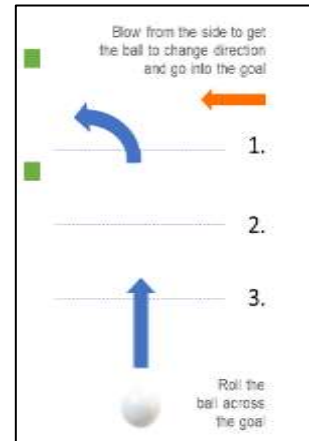 Blow from the side to get
the ball to change direction
and go into the goal
1.
2.
3.
Roll the
ball across
the goal